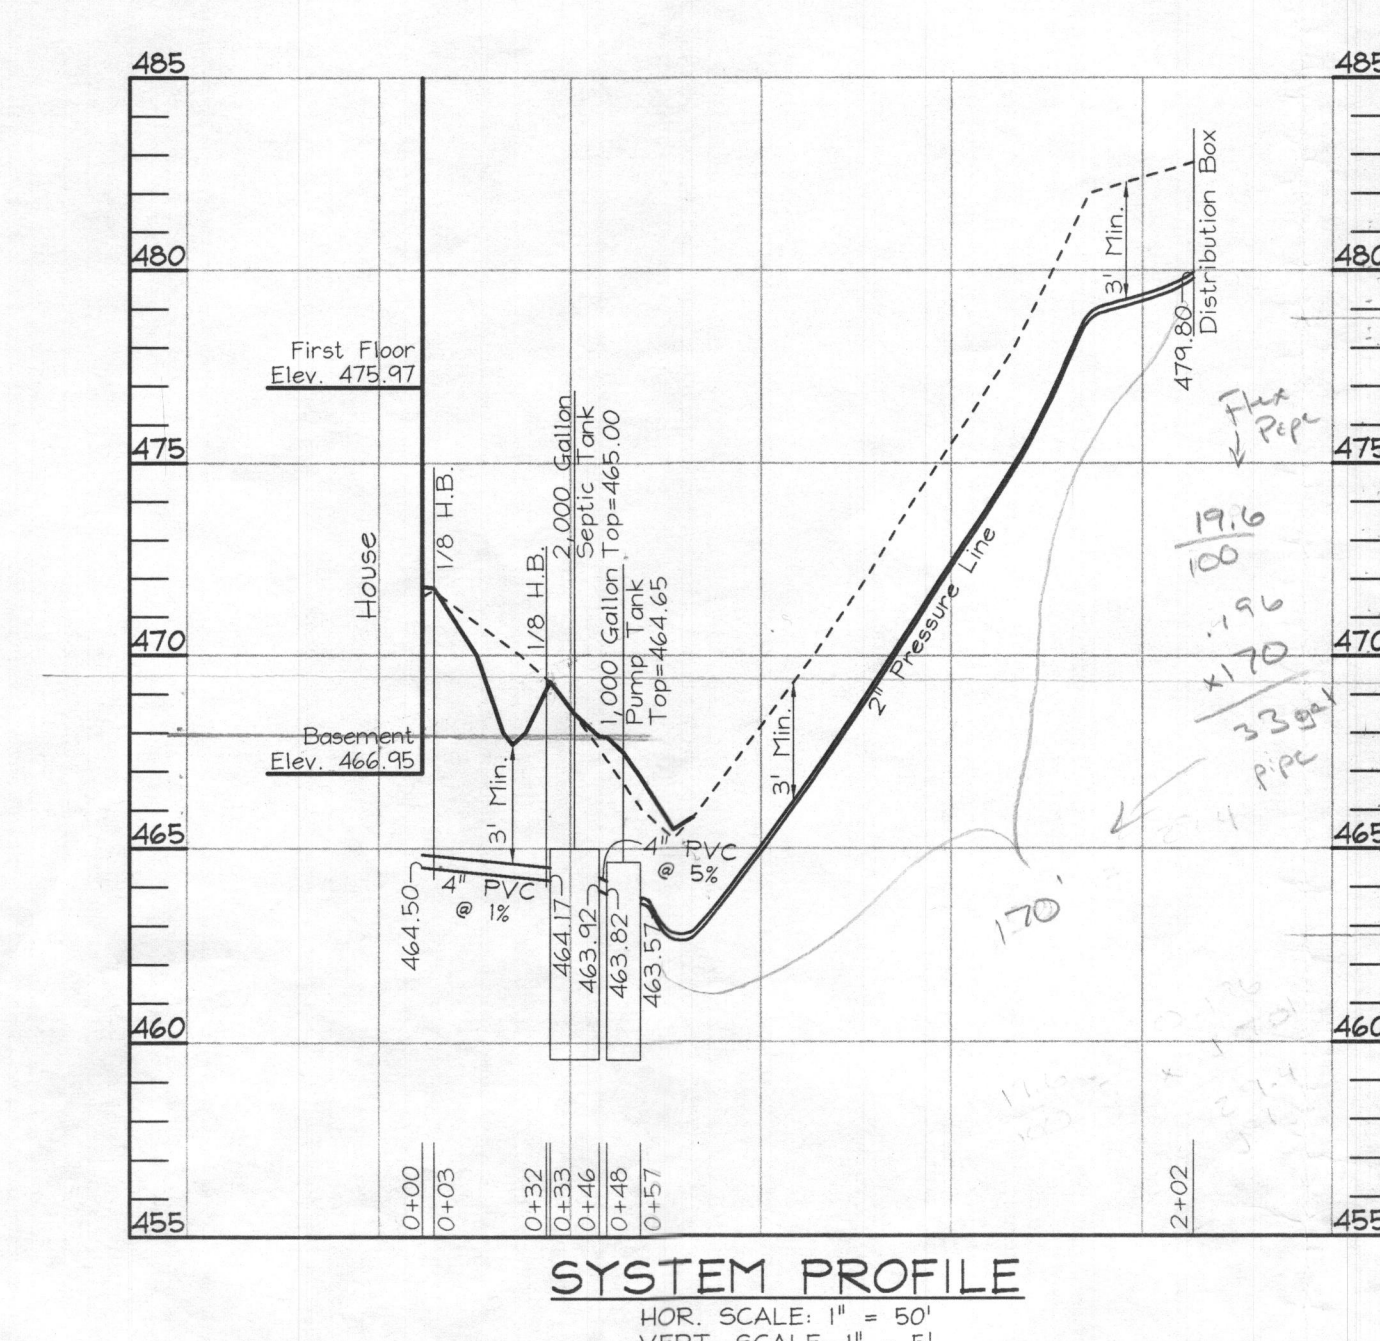 485
480
475
470
465
460
455
485
480
475
470
465
460
455
First Floor
Elev. 475.97
House
Basement
Elev. 466.95
1/8 H.B.
1/8 H.B.
2,000 Gallon
Septic Tank
Top=465.00
1,000 Gallon
Pump Tank
Top=464.65
3' Min.
3' Min.
3' Min.
4" PVC
@ 1%
4" PVC
@ 5%
2" Pressure Line
Distribution Box
479.80
464.50
464.17
463.92
463.82
463.57
0+00
0+03
0+32
0+33
0+46
0+48
0+57
2+02
Flex
Pipe
19.6
100
.196
x170
33 gal
pipe
170'
SYSTEM PROFILE
HOR. SCALE: 1" = 50'
VERT. SCALE 1" = 5'